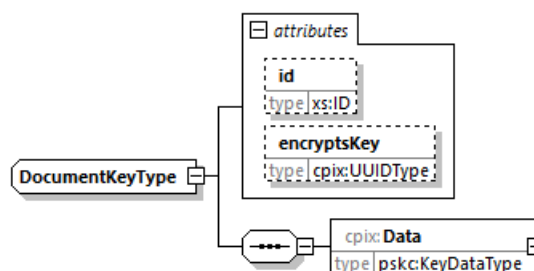 attributes
id
type xs:ID
encryptsKey
type cpix:UUIDType
DocumentKeyType
cpix:Data
type pskc:KeyDataType